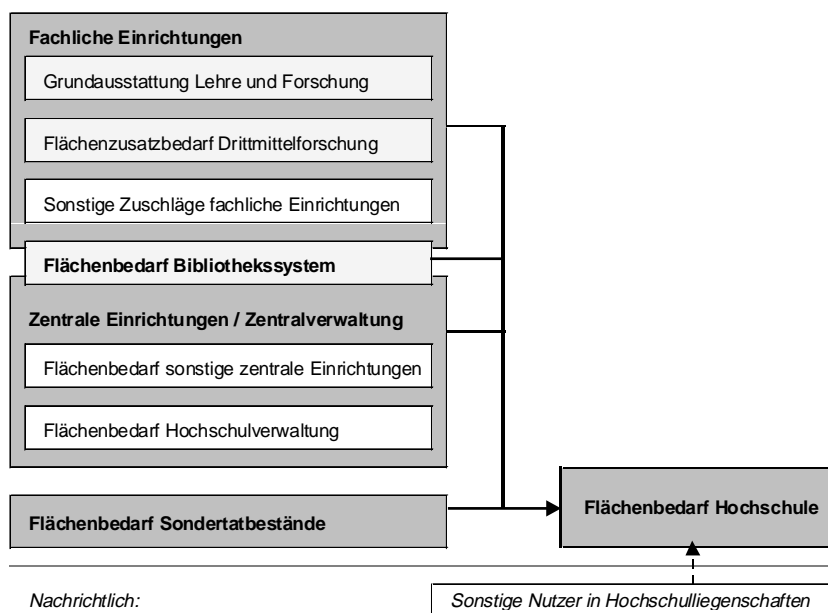 Fachliche Einrichtungen
Grundausstattung Lehre und Forschung
Flächenzusatzbedarf Drittmittelforschung
Sonstige Zuschläge fachliche Einrichtungen
Flächenbedarf Bibliothekssystem
Zentrale Einrichtungen / Zentralverwaltung
Flächenbedarf sonstige zentrale Einrichtungen
Flächenbedarf Hochschulverwaltung
Flächenbedarf Sondertatbestände
Flächenbedarf Hochschule
Nachrichtlich:
Sonstige Nutzer in Hochschulliegenschaften